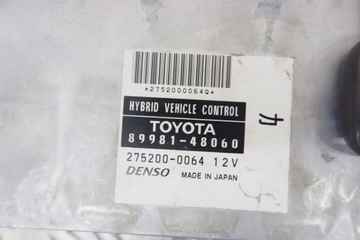 *2752000064Q*
HYBRID VEHICLE CONTROL
カ
TOYOTA
89981-48060
275200-0064 12V
DENSO MADE IN JAPAN